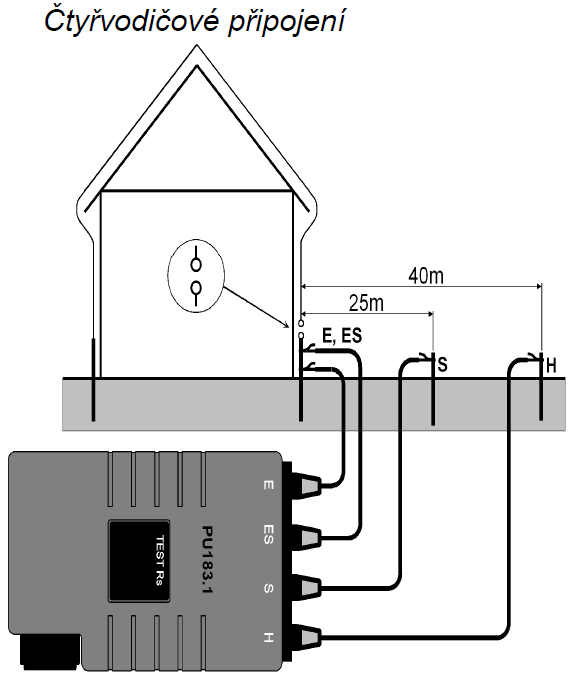 Čtyřvodičové připojení
40m
25m
E, ES
S
H
E
ES
S
H
PU183.1
TEST Rs